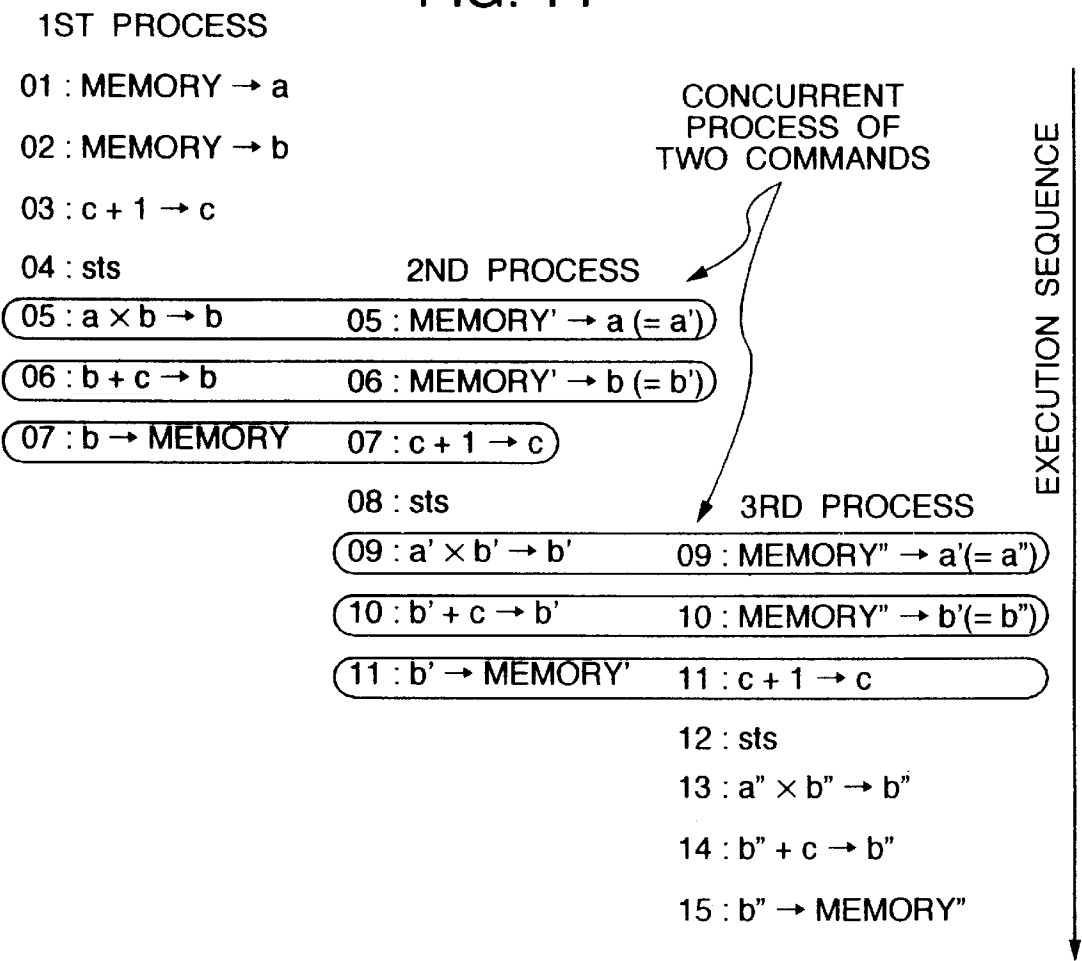 FIG. 11
1ST PROCESS
01 : MEMORY → a
02 : MEMORY → b
03 : c + 1 → c
04 : sts
CONCURRENT
PROCESS OF
TWO COMMANDS
EXECUTION SEQUENCE
2ND PROCESS
05 : a × b → b 05 : MEMORY' → a (= a')
06 : b + c → b 06 : MEMORY' → b (= b')
07 : b → MEMORY 07 : c + 1 → c
08 : sts
3RD PROCESS
09 : a' × b' → b' 09 : MEMORY" → a'(= a")
10 : b' + c → b' 10 : MEMORY" → b'(= b")
11 : b' → MEMORY' 11 : c + 1 → c
12 : sts
13 : a" × b" → b"
14 : b" + c → b"
15 : b" → MEMORY"